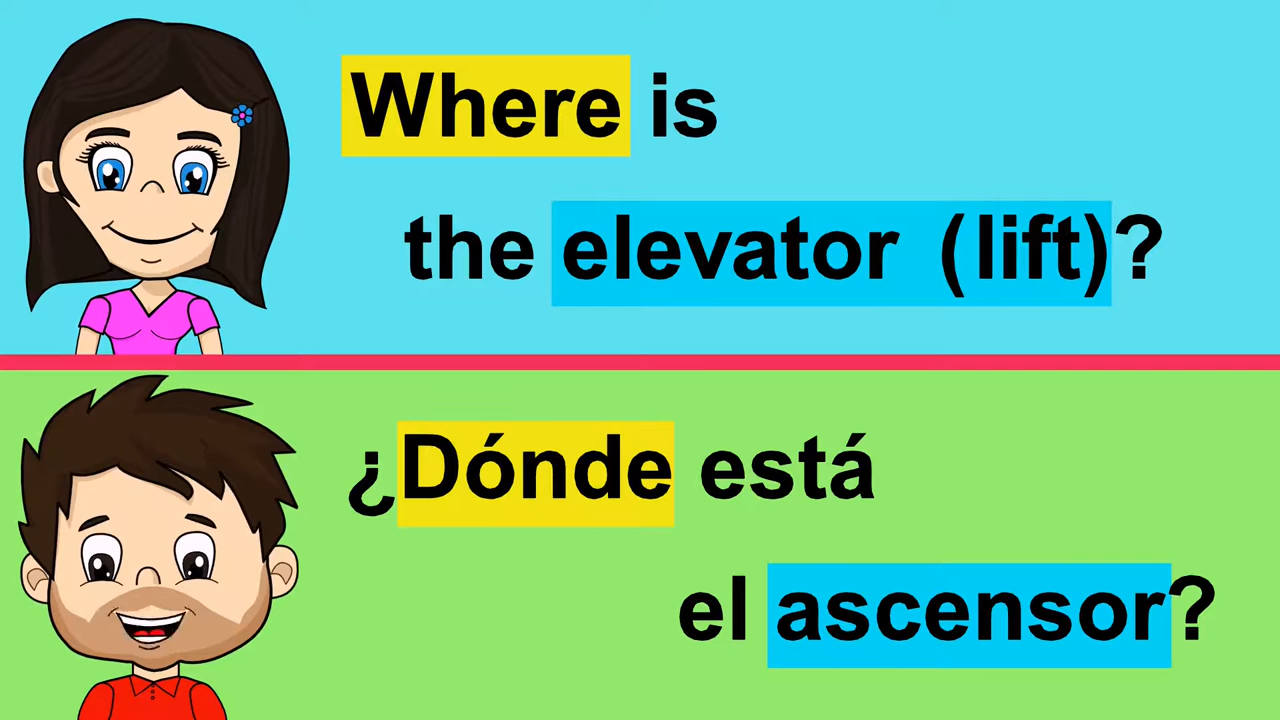 Where is
the elevator (lift)?
¿Dónde está
el ascensor?